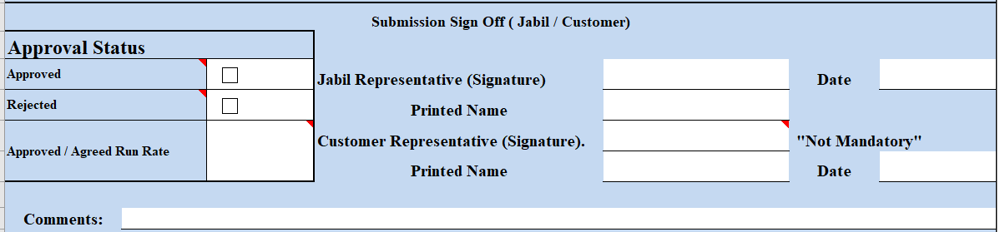 Submission Sign Off ( Jabil / Customer)
Approval Status
Approved
Jabil Representative (Signature)
Date
Rejected
Printed Name
Customer Representative (Signature).
"Not Mandatory"
Approved / Agreed Run Rate
Printed Name
Date
Comments: